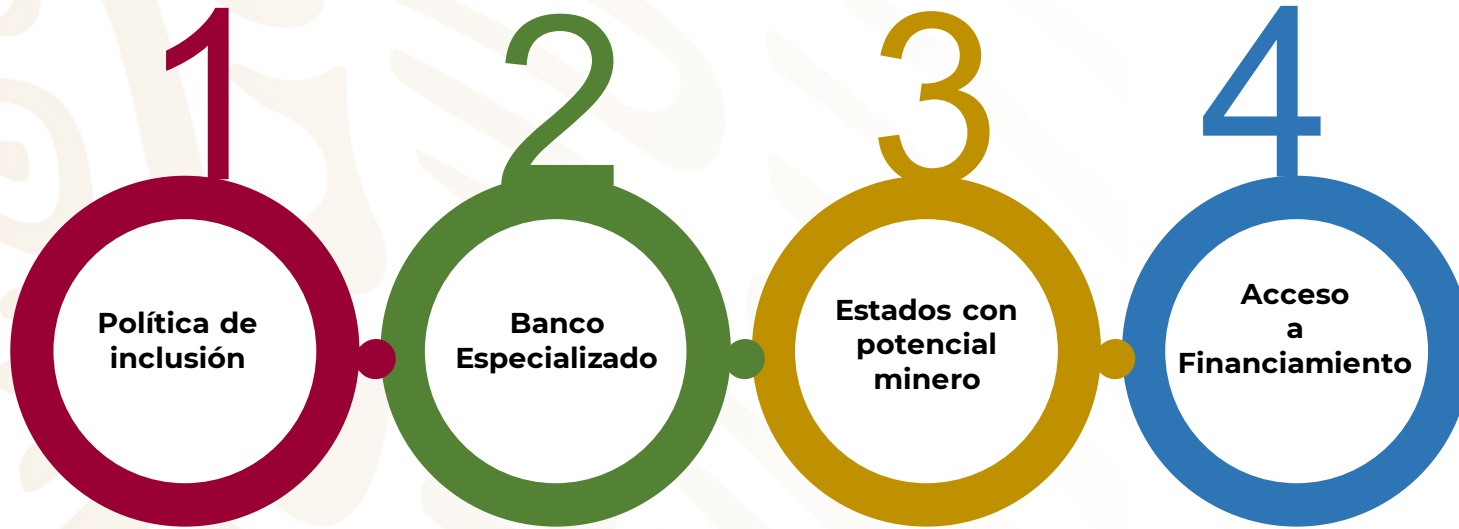 1
Política de
inclusión
2
Banco
Especializado
3
Estados con
potencial
minero
4
Acceso
a
Financiamiento